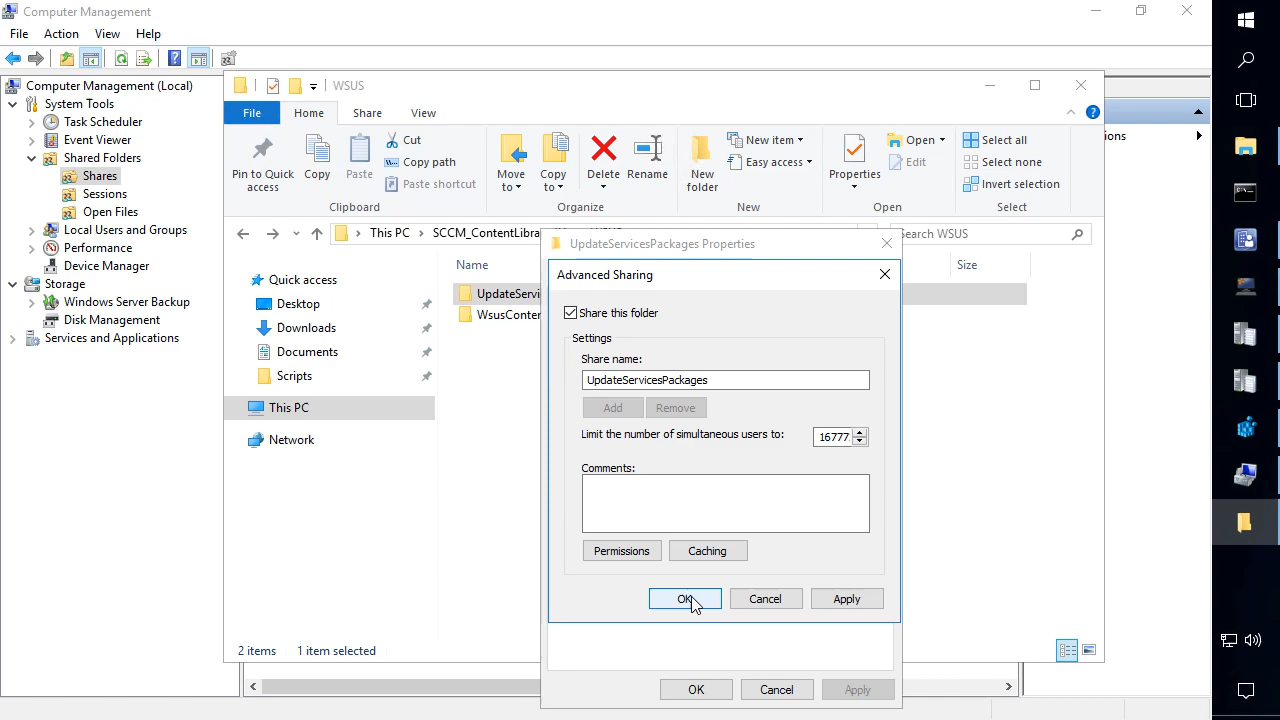 Computer Management
File Action View Help
Computer Management (Local)
System Tools
Task Scheduler
Event Viewer
Shared Folders
Shares
Sessions
Open Files
Local Users and Groups
Performance
Device Manager
Storage
Windows Server Backup
Disk Management
Services and Applications
WSUS
File Home Share View
Pin to Quick access
Copy
Paste
Cut
Copy path
Paste shortcut
Clipboard
Move to
Copy to
Delete
Rename
Organize
New folder
New item
Easy access
New
Properties
Open
Edit
Open
Select all
Select none
Invert selection
Select
This PC
SCCM_ContentLibra
Search WSUS
Quick access
Desktop
Downloads
Documents
Scripts
This PC
Network
Name
Size
UpdateServi
WsusConten
2 items 1 item selected
UpdateServicesPackages Properties
Advanced Sharing
Share this folder
Settings
Share name:
UpdateServicesPackages
Add Remove
Limit the number of simultaneous users to: 16777
Comments:
Permissions Caching
OK Cancel Apply
OK Cancel Apply
ions